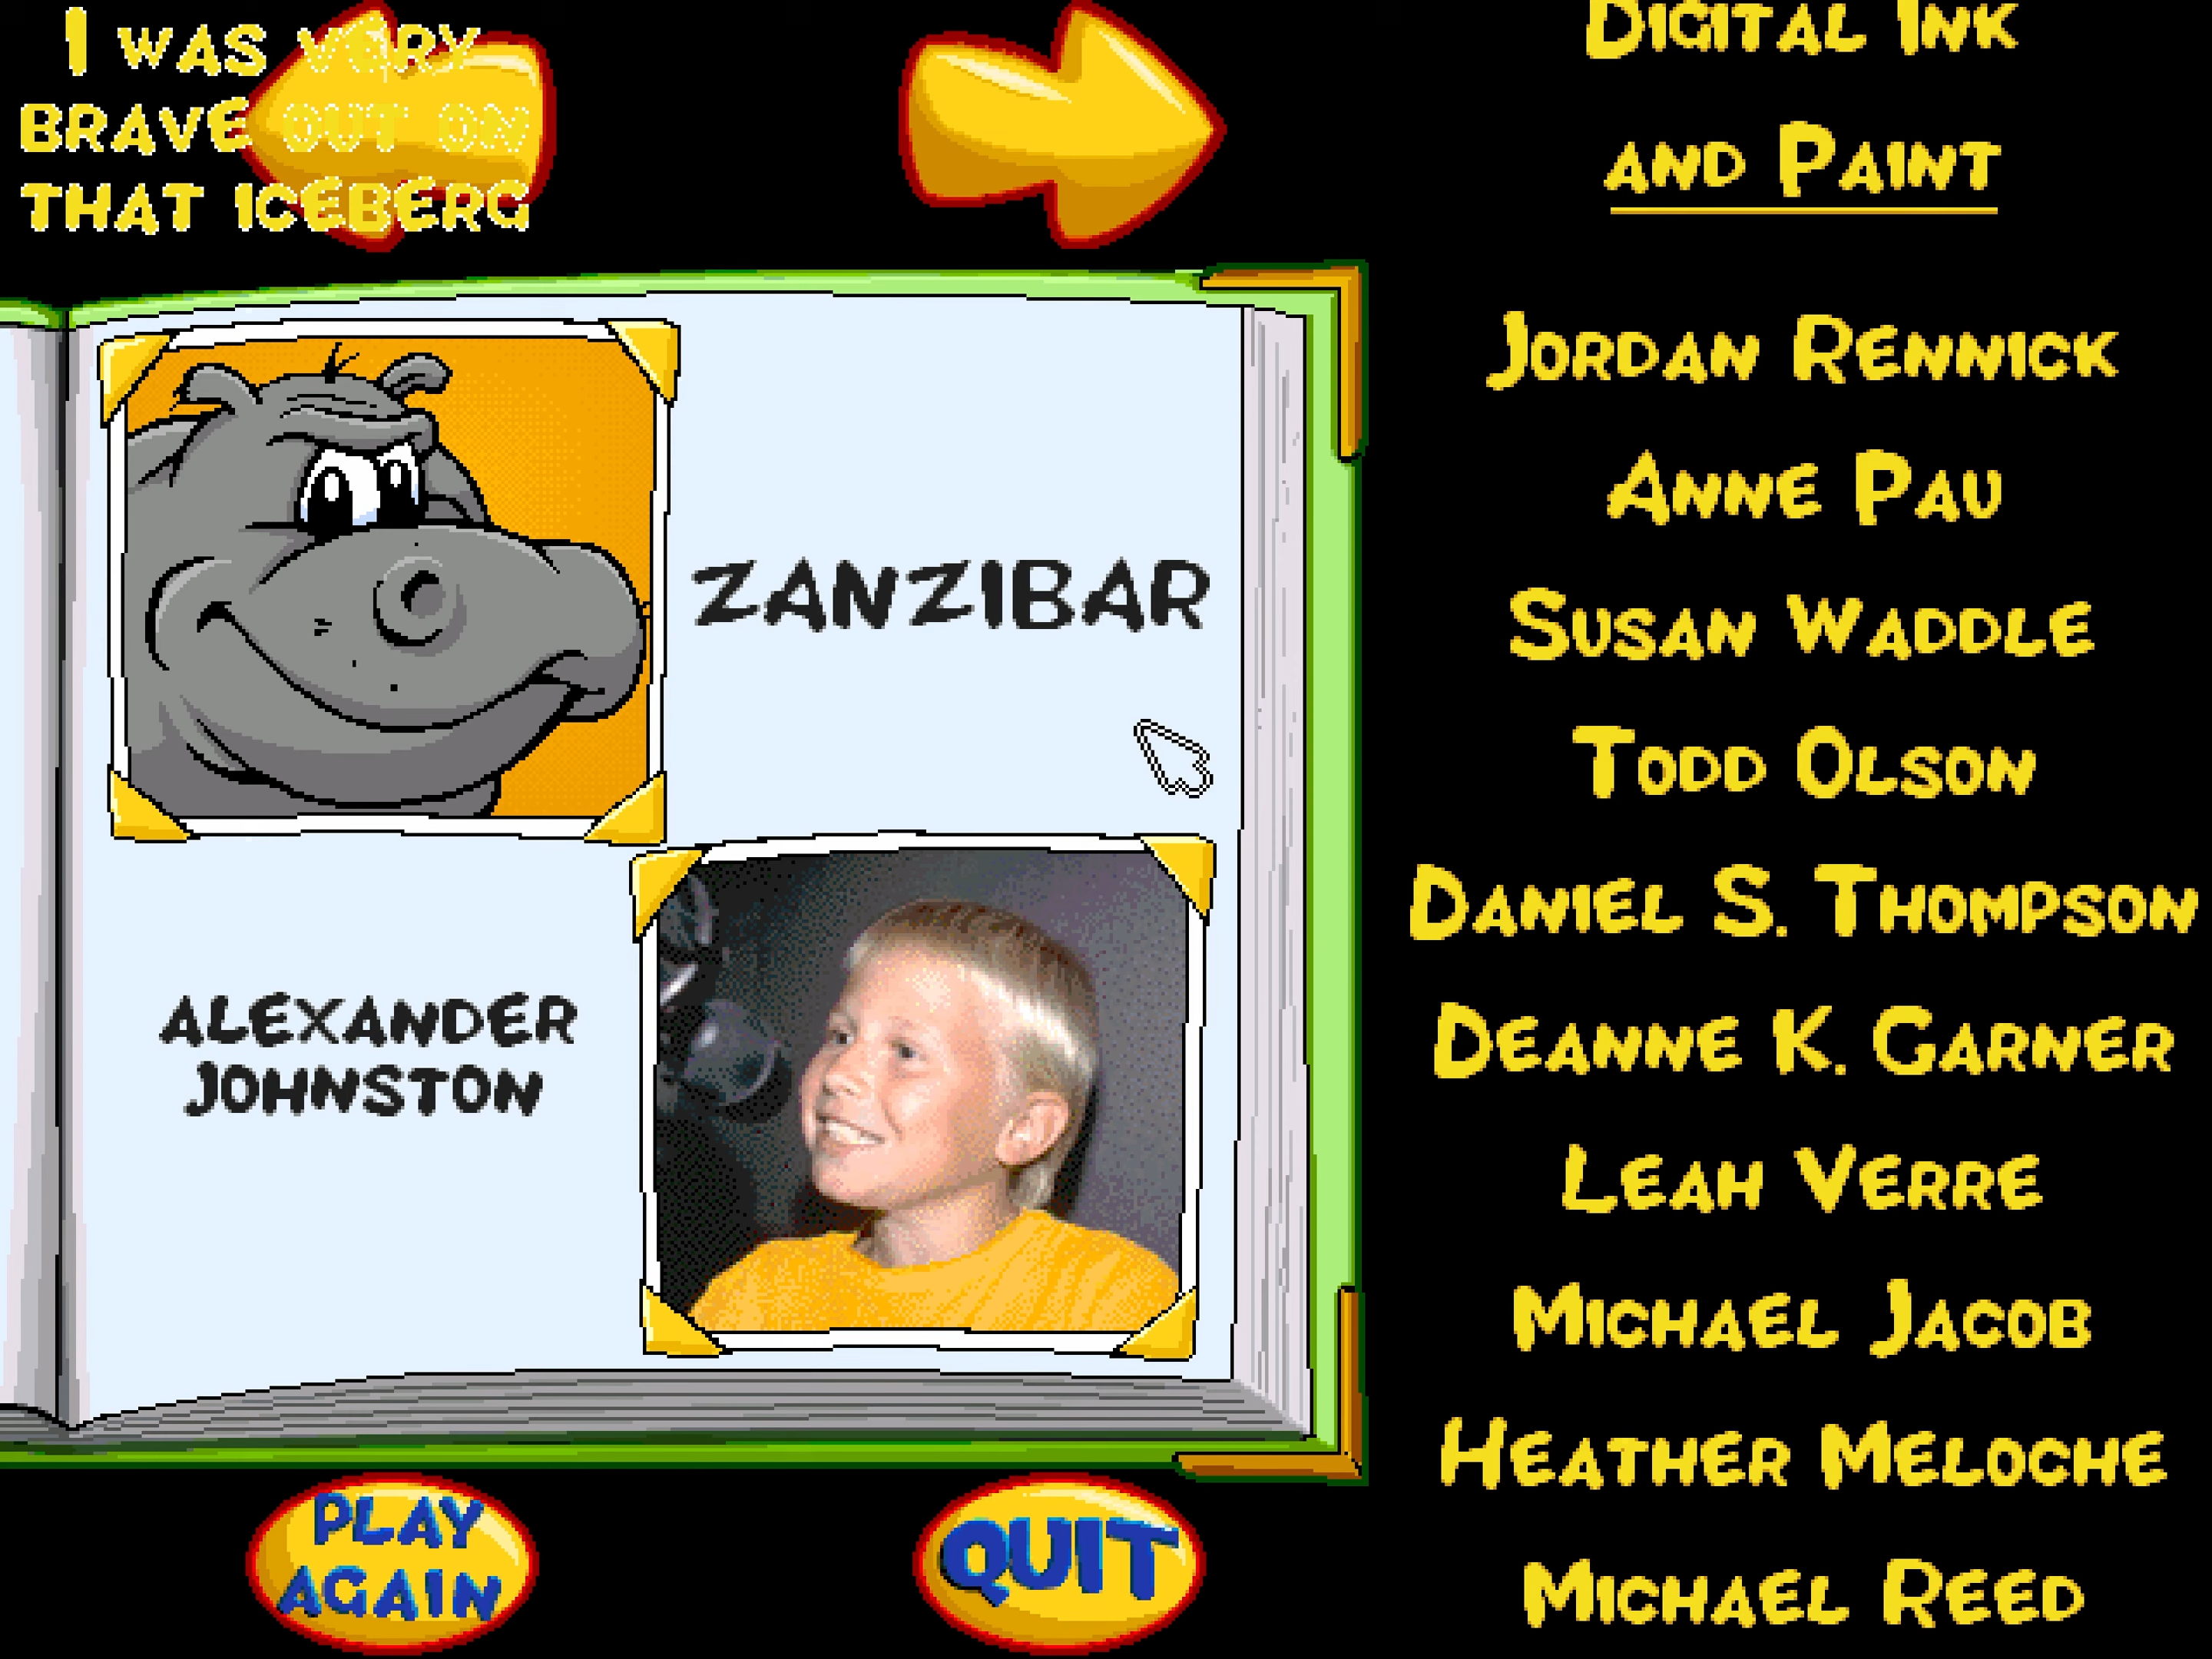 I was very
brave out on
that iceberg
Zanzibar
Alexander
Johnston
Play
Again
Quit
Digital Ink
and Paint
Jordan Rennick
Anne Pau
Susan Waddle
Todd Olson
Daniel S. Thompson
Deanne K. Garner
Leah Verre
Michael Jacob
Heather Meloche
Michael Reed